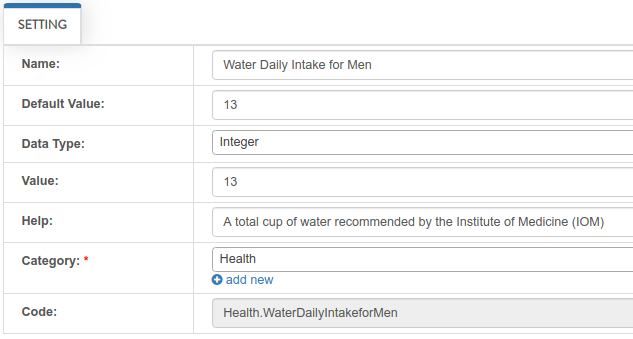 SETTING
Name: Water Daily Intake for Men
Default Value: 13
Data Type: Integer
Value: 13
Help: A total cup of water recommended by the Institute of Medicine (IOM)
Category: * Health
add new
Code: Health.WaterDailyIntakeforMen